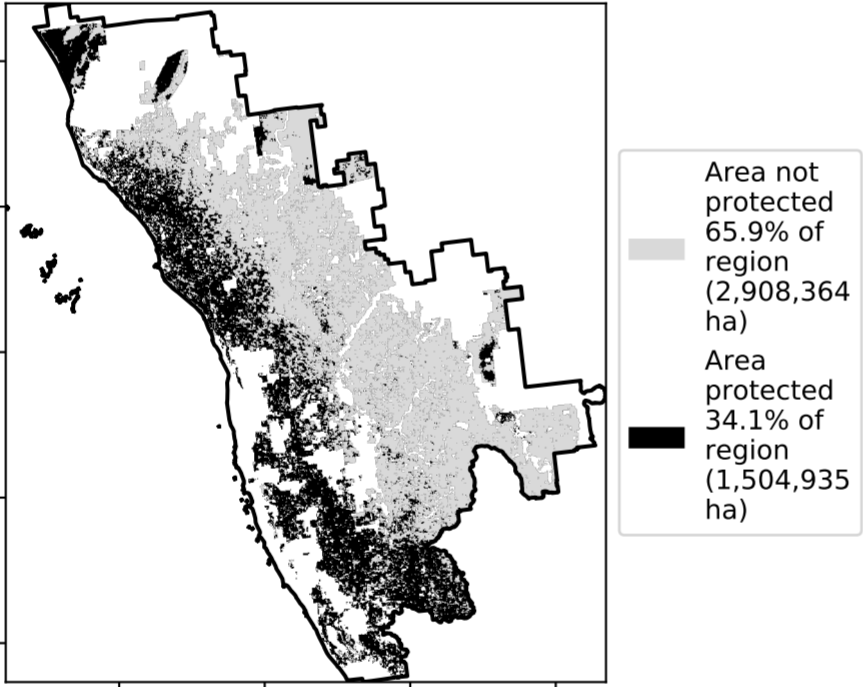 Area not
protected
65.9% of
region
(2,908,364
ha)
Area
protected
34.1% of
region
(1,504,935
ha)